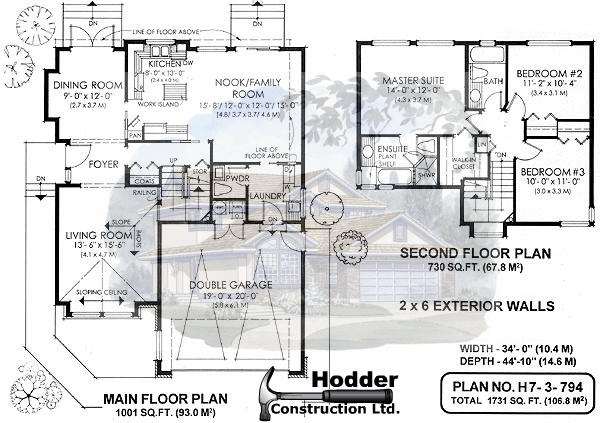 DN
LINE OF FLOOR ABOVE
KITCHEN
8'- 0" x 13'- 0"
(2.4 x 4.0 M)
DW
WORK ISLAND
DINING ROOM
9'- 0" x 12'- 0"
(2.7 x 3.7 M)
NOOK/FAMILY
ROOM
15'- 8"/ 12'- 0" x 12'- 0"/ 15'- 0"
(4.8/ 3.7 x 3.7/ 4.6 M)
PAN
LINE OF
FLOOR ABOVE
DN
FOYER
UP
STOR
COATS
RAILING
PWDR
LAUNDRY
DN
SLOPE
SLOPE
LIVING ROOM
13'- 6" x 15'-6"
(4.1 x 4.7 M)
SLOPING CEILING
DOUBLE GARAGE
19'- 0" x 20'- 0"
(5.8 x 6.1 M)
MAIN FLOOR PLAN
1001 SQ.FT. (93.0 M²)
MASTER SUITE
14'- 0" x 12'- 0"
(4.3 x 3.7 M)
BATH
BEDROOM #2
11'- 2" x 10'- 4"
(3.4 x 3.1 M)
ENSUITE
PLANT
SHELF
SHWR
WALK-IN
CLOSET
LIN
DN
BEDROOM #3
10'- 0" x 11'- 0"
(3.0 x 3.3 M)
SECOND FLOOR PLAN
730 SQ.FT. (67.8 M²)
2 x 6 EXTERIOR WALLS
WIDTH - 34'- 0" (10.4 M)
DEPTH - 44'-10" (14.6 M)
Hodder
Construction Ltd.
PLAN NO. H7- 3-794
TOTAL 1731 SQ.FT. (106.8 M²)